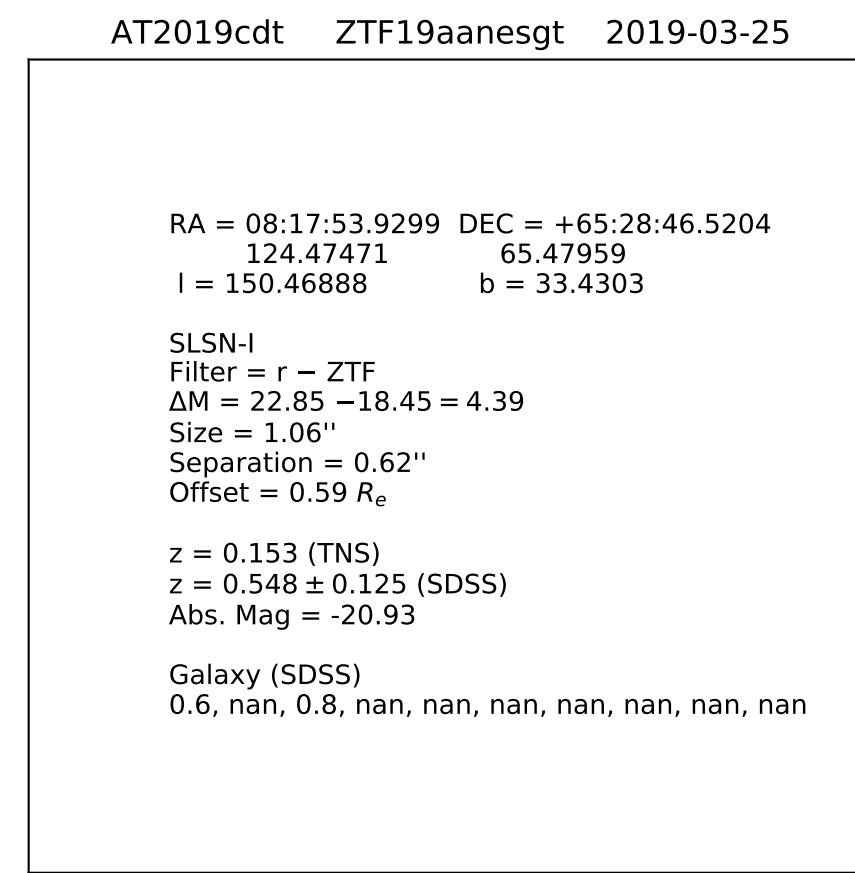 AT2019cdt ZTF19aanesgt 2019-03-25
RA = 08:17:53.9299 DEC = +65:28:46.5204
124.47471 65.47959
l = 150.46888 b = 33.4303
SLSN-I
Filter = r − ZTF
ΔM = 22.85 −18.45 = 4.39
Size = 1.06''
Separation = 0.62''
Offset = 0.59 Re
z = 0.153 (TNS)
z = 0.548 ± 0.125 (SDSS)
Abs. Mag = -20.93
Galaxy (SDSS)
0.6, nan, 0.8, nan, nan, nan, nan, nan, nan, nan